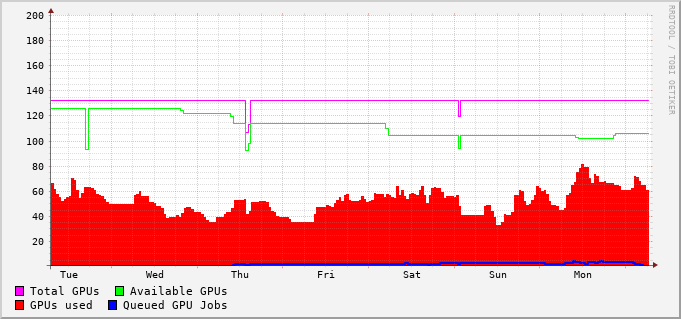 RRDTOOL / TOBI OETIKER
200
180
160
140
120
100
80
60
40
20
Tue Wed Thu Fri Sat Sun Mon
Total GPUs Available GPUs
GPUs used Queued GPU Jobs